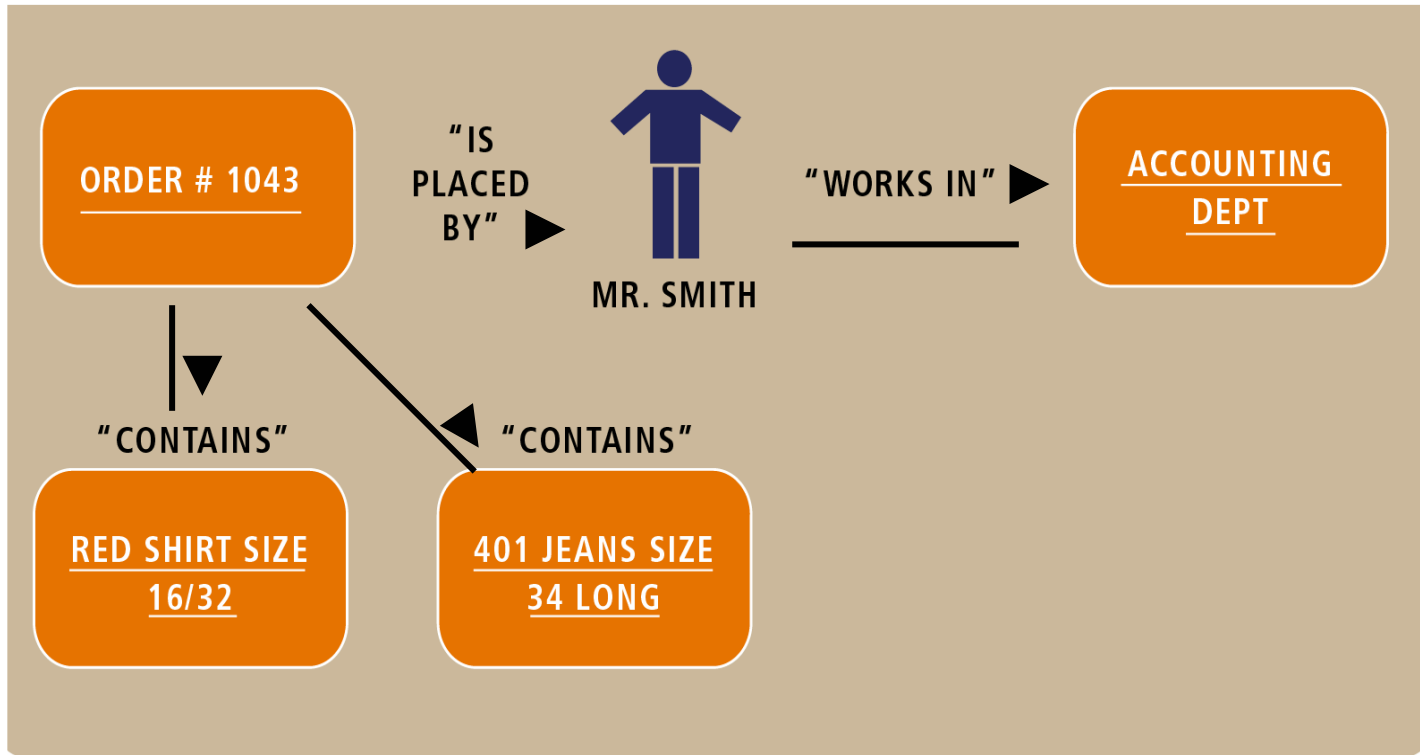 ORDER # 1043
“IS
PLACED
BY”
MR. SMITH
“WORKS IN”
ACCOUNTING
DEPT
“CONTAINS”
RED SHIRT SIZE
16/32
“CONTAINS”
401 JEANS SIZE
34 LONG